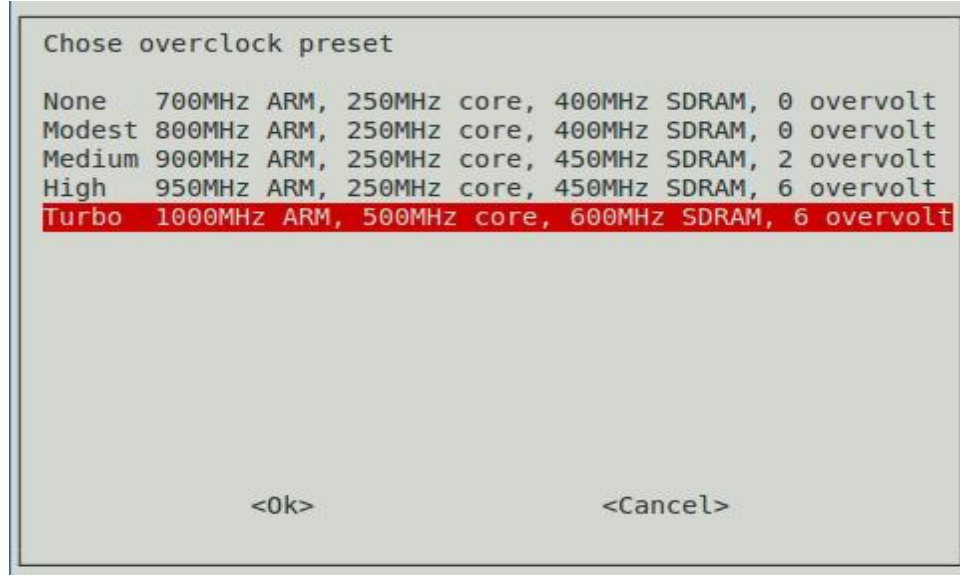 Chose overclock preset
None   700MHz ARM, 250MHz core, 400MHz SDRAM, 0 overvolt
Modest 800MHz ARM, 250MHz core, 400MHz SDRAM, 0 overvolt
Medium 900MHz ARM, 250MHz core, 450MHz SDRAM, 2 overvolt
High   950MHz ARM, 250MHz core, 450MHz SDRAM, 6 overvolt
Turbo  1000MHz ARM, 500MHz core, 600MHz SDRAM, 6 overvolt
<Ok> <Cancel>